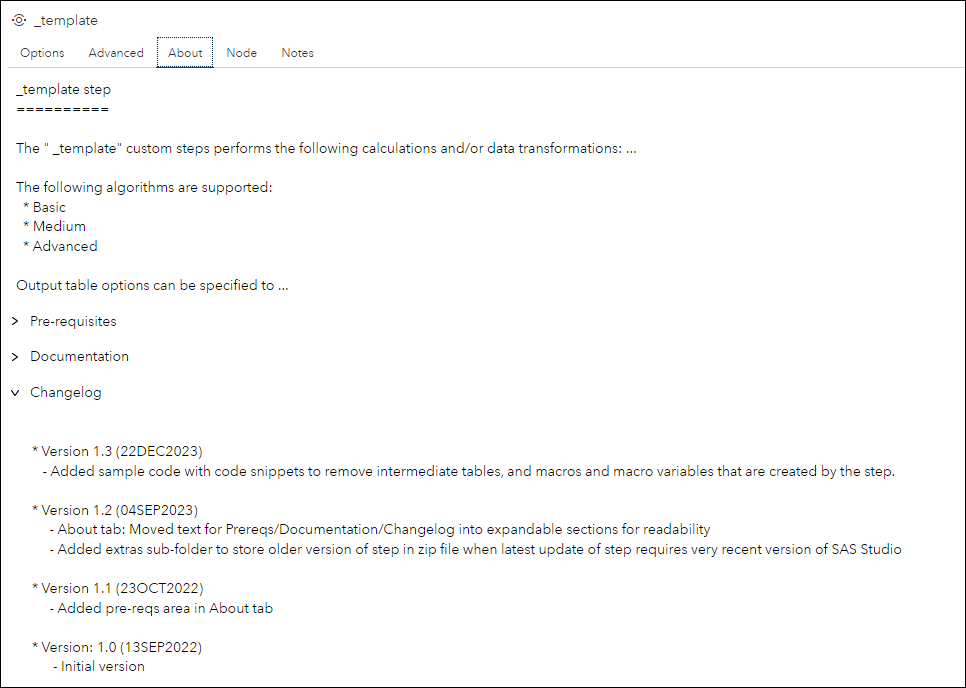 _template
Options Advanced About Node Notes
_template step
==========
The " _template" custom steps performs the following calculations and/or data transformations: ...
The following algorithms are supported:
* Basic
* Medium
* Advanced
Output table options can be specified to ...
> Pre-requisites
> Documentation
Changelog
* Version 1.3 (22DEC2023)
- Added sample code with code snippets to remove intermediate tables, and macros and macro variables that are created by the step.
* Version 1.2 (04SEP2023)
- About tab: Moved text for Prereqs/Documentation/Changelog into expandable sections for readability
- Added extras sub-folder to store older version of step in zip file when latest update of step requires very recent version of SAS Studio
* Version 1.1 (23OCT2022)
- Added pre-reqs area in About tab
* Version: 1.0 (13SEP2022)
- Initial version